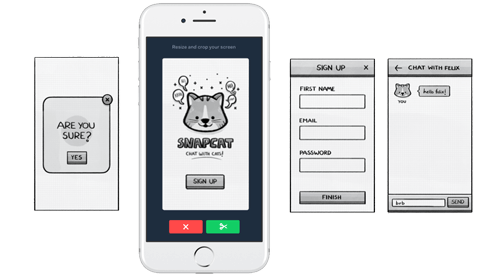 ARE YOU
SURE?
YES
Resize and crop your screen
SNAPCAT
CHAT WITH CATS!
SIGN UP
SIGN UP
FIRST NAME
EMAIL
PASSWORD
FINISH
CHAT WITH FELIX
hello felix!
YOU
SEND